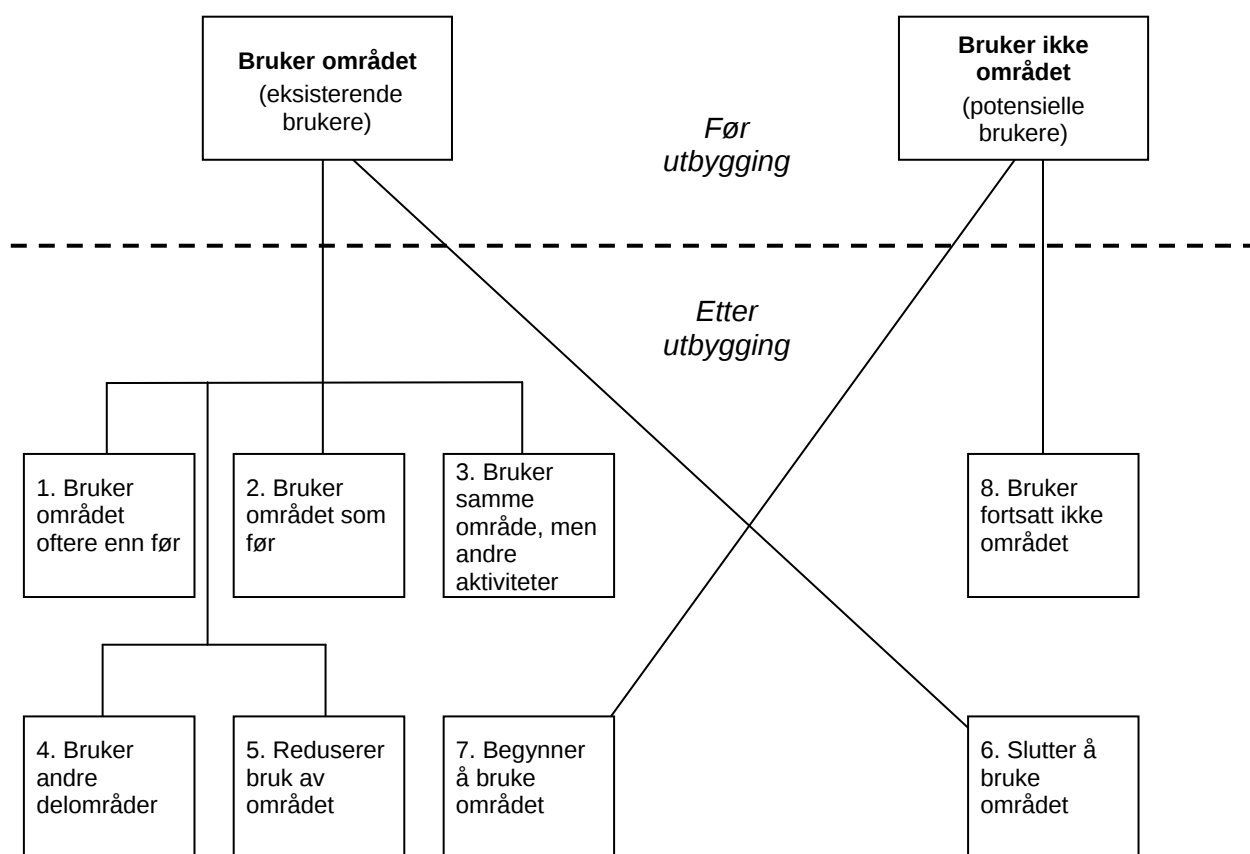 Bruker området
(eksisterende
brukere)
Bruker ikke
området
(potensielle
brukere)
Før
utbygging
Etter
utbygging
1. Bruker
området
oftere enn før
2. Bruker
området som
før
3. Bruker
samme
område, men
andre
aktiviteter
8. Bruker
fortsatt ikke
området
4. Bruker
andre
delområder
5. Reduserer
bruk av
området
7. Begynner
å bruke
området
6. Slutter å
bruke
området